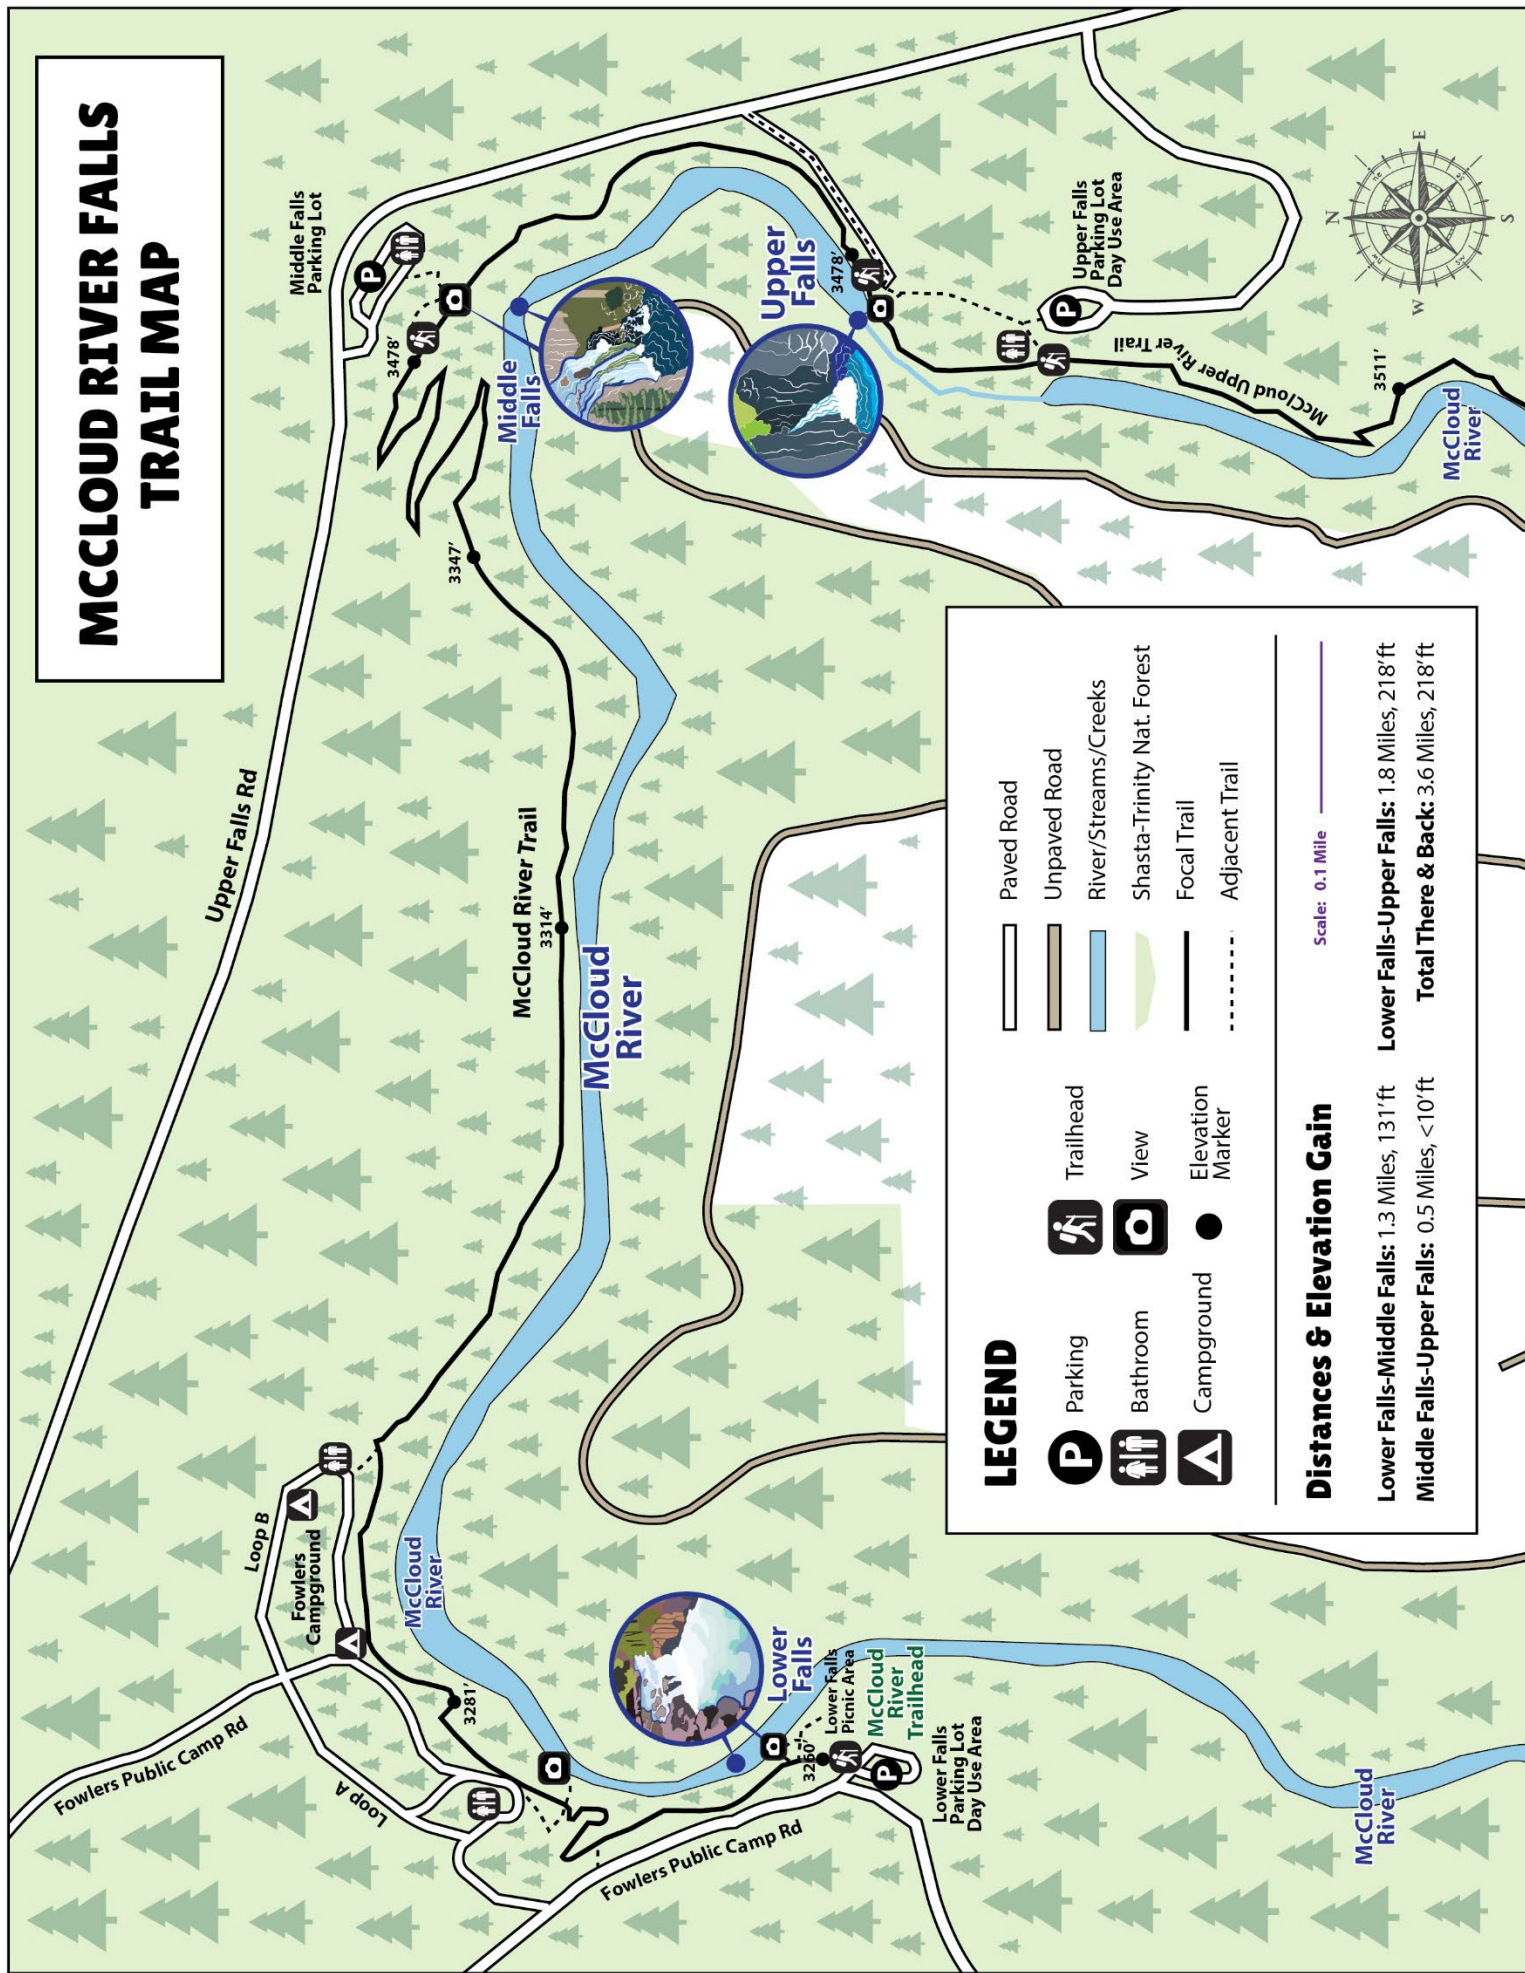 MCCLOUD RIVER FALLS
TRAIL MAP
Upper Falls Rd
Middle Falls
Parking Lot
3478'
Middle
Falls
3347'
McCloud River Trail
3314'
McCloud
River
Loop B
Fowlers
Campground
McCloud
River
Fowlers Public Camp Rd
Loop A
3281'
Lower
Falls
Lower Falls
Picnic Area
3260'
McCloud
River
Trailhead
Lower Falls
Parking Lot
Day Use Area
Fowlers Public Camp Rd
McCloud
River
Upper
Falls
3478'
Upper Falls
Parking Lot
Day Use Area
McCloud Upper River Trail
3511'
McCloud
River
N
ne
E
se
S
sw
W
nw
LEGEND
P Parking
Bathroom
Campground
Trailhead
View
Elevation
Marker
Paved Road
Unpaved Road
River/Streams/Creeks
Shasta-Trinity Nat. Forest
Focal Trail
Adjacent Trail
Distances & Elevation Gain
Scale: 0.1 Mile
Lower Falls-Middle Falls: 1.3 Miles, 131'ft
Middle Falls-Upper Falls: 0.5 Miles, <10'ft
Lower Falls-Upper Falls: 1.8 Miles, 218'ft
Total There & Back: 3.6 Miles, 218'ft
P
P
P